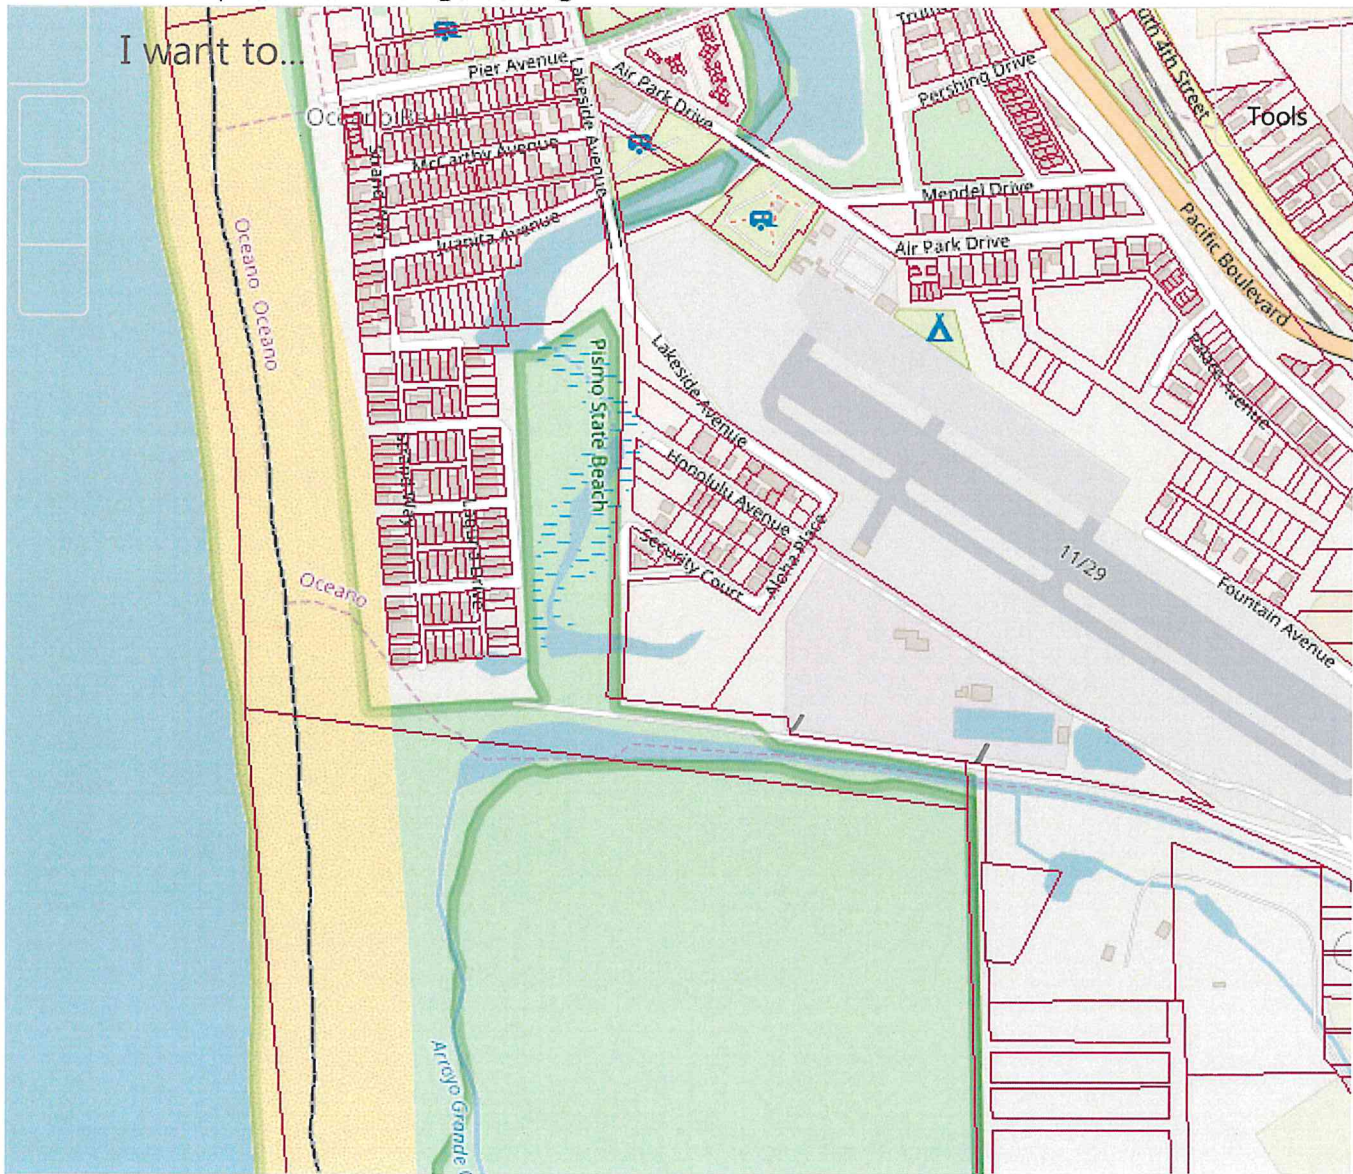 I want to...
Tools
Pier Avenue
Lakeside Avenue
Air Park Drive
Pershing Drive
4th Street
McCarthy Avenue
Juanita Avenue
Mendel Drive
Air Park Drive
Pacific Boulevard
Oceano
Oceano
Pismo State Beach
Lakeside Avenue
Honolulu Avenue
Security Court
Aloha Place
11/29
Fountain Avenue
Oceano
Arroyo Grande